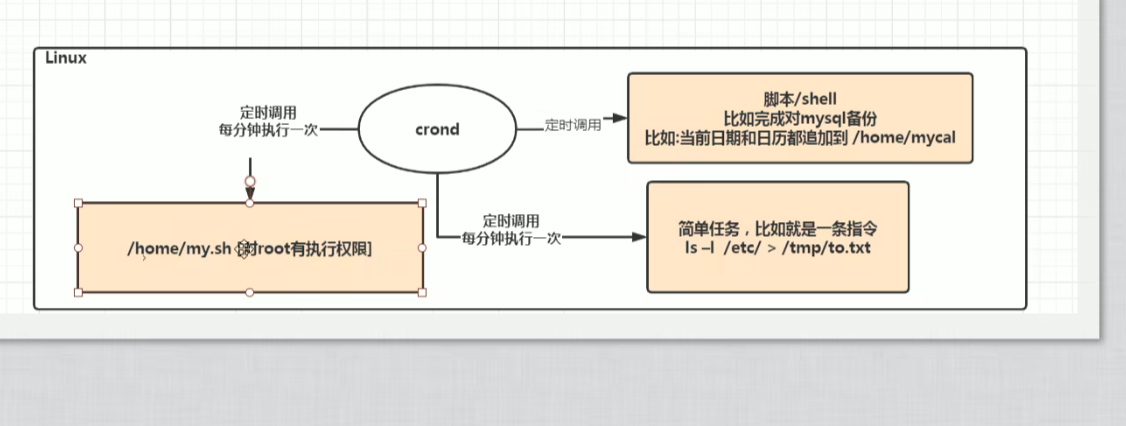 Linux
定时调用
每分钟执行一次
crond
定时调用
脚本/shell
比如完成对mysql备份
比如:当前日期和日历都追加到 /home/mycal
/home/my.sh [对root有执行权限]
定时调用
每分钟执行一次
简单任务，比如就是一条指令
ls –l /etc/ > /tmp/to.txt